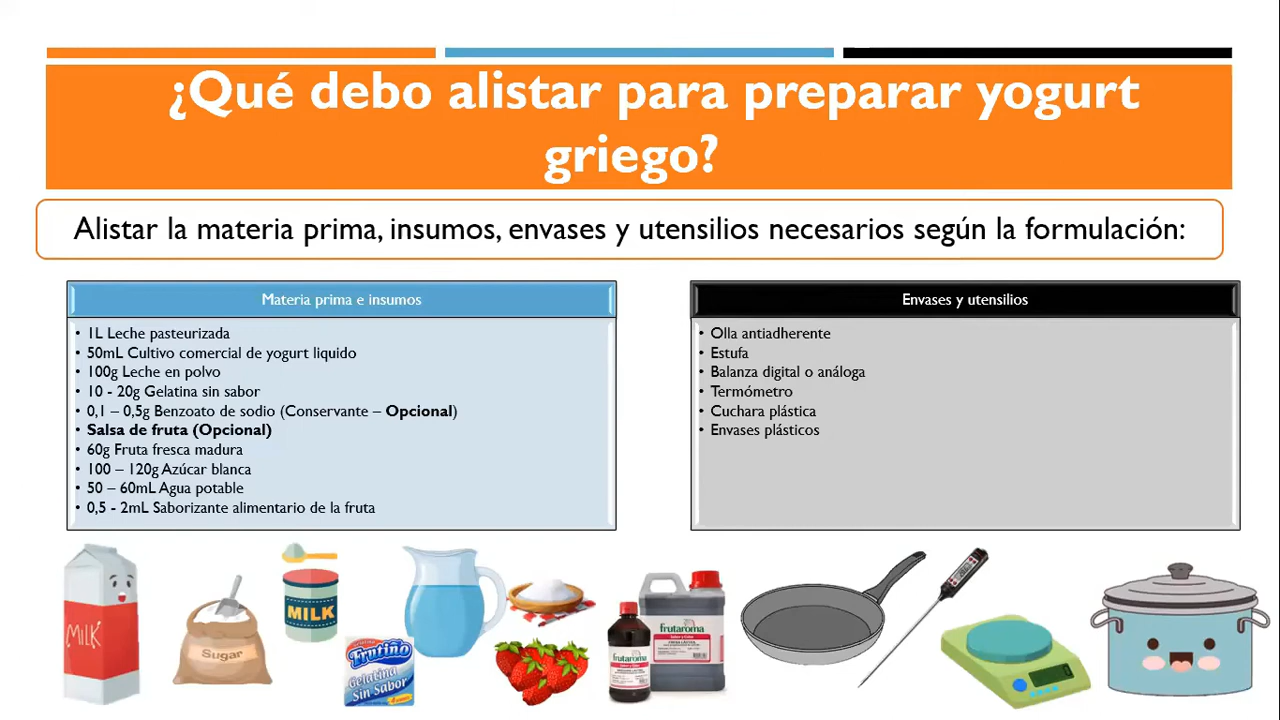 ¿Qué debo alistar para preparar yogurt
griego?
Alistar la materia prima, insumos, envases y utensilios necesarios según la formulación:
Materia prima e insumos
• 1L Leche pasteurizada
• 50mL Cultivo comercial de yogurt liquido
• 100g Leche en polvo
• 10 - 20g Gelatina sin sabor
• 0,1 – 0,5g Benzoato de sodio (Conservante – Opcional)
• Salsa de fruta (Opcional)
• 60g Fruta fresca madura
• 100 – 120g Azúcar blanca
• 50 – 60mL Agua potable
• 0,5 - 2mL Saborizante alimentario de la fruta
Envases y utensilios
• Olla antiadherente
• Estufa
• Balanza digital o análoga
• Termómetro
• Cuchara plástica
• Envases plásticos
MILK
Sugar
MILK
Frutiño
Gelatina
Sin Sabor
frutaroma
frutaroma